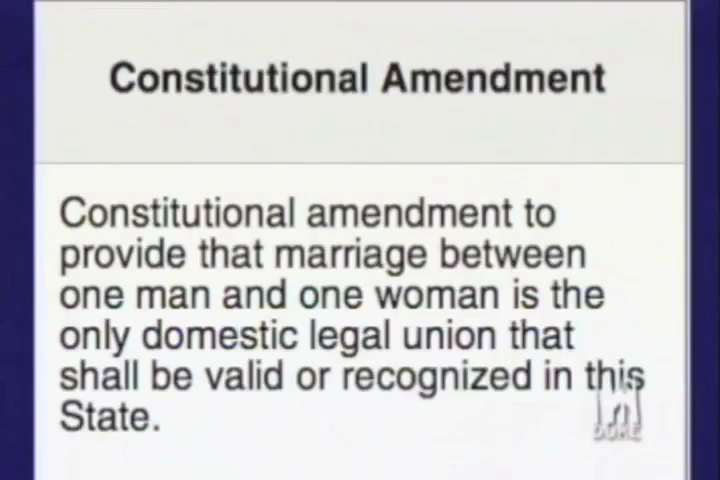 Constitutional Amendment
Constitutional amendment to
provide that marriage between
one man and one woman is the
only domestic legal union that
shall be valid or recognized in this
State.